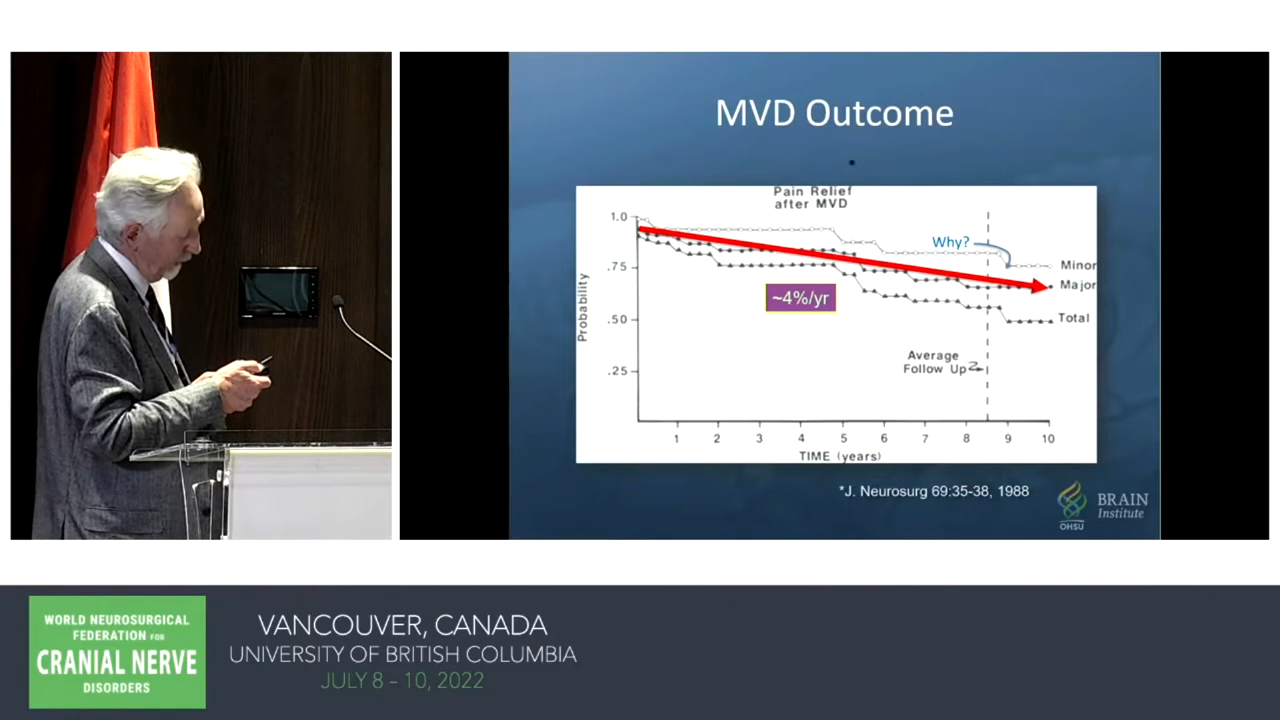 MVD Outcome
Pain Relief
after MVD
Probability
1.0
.75
.50
.25
Why?
Minor
Major
Total
~4%/yr
Average
Follow Up
1 2 3 4 5 6 7 8 9 10
TIME (years)
*J. Neurosurg 69:35-38, 1988
BRAIN
Institute
OHSU
WORLD NEUROSURGICAL
FEDERATION FOR
CRANIAL NERVE
DISORDERS
VANCOUVER, CANADA
UNIVERSITY OF BRITISH COLUMBIA
JULY 8 – 10, 2022